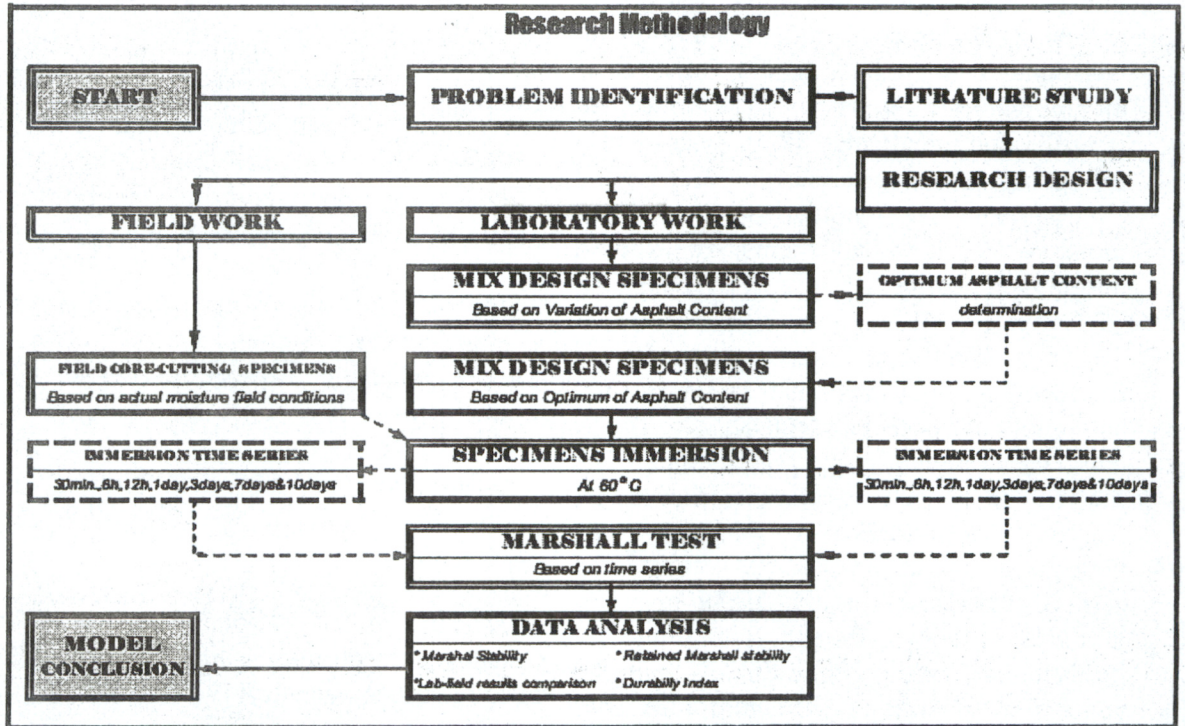 Research Methodology
START
PROBLEM IDENTIFICATION
LITRATURE STUDY
RESEARCH DESIGN
FIELD WORK
LABORATORY WORK
MIX DESIGN SPECIMENS
Based on Variation of Asphalt Content
OPTIMUM ASPHALT CONTENT
determination
FIELD CORE-CUTTING SPECIMENS
Based on actual moisture field conditions
MIX DESIGN SPECIMENS
Based on Optimum of Asphalt Content
IMMERSION TIME SERIES
30min.,6h,12h,1day,3days,7days&10days
SPECIMENS IMMERSION
At 60°C
IMMERSION TIME SERIES
30min.,6h,12h,1day,3days,7days&10days
MARSHALL TEST
Based on time series
MODEL
CONCLUSION
DATA ANALYSIS
*Marshal Stability
*Retained Marshall stability
*Lab-field results comparison
*Durabilly Index